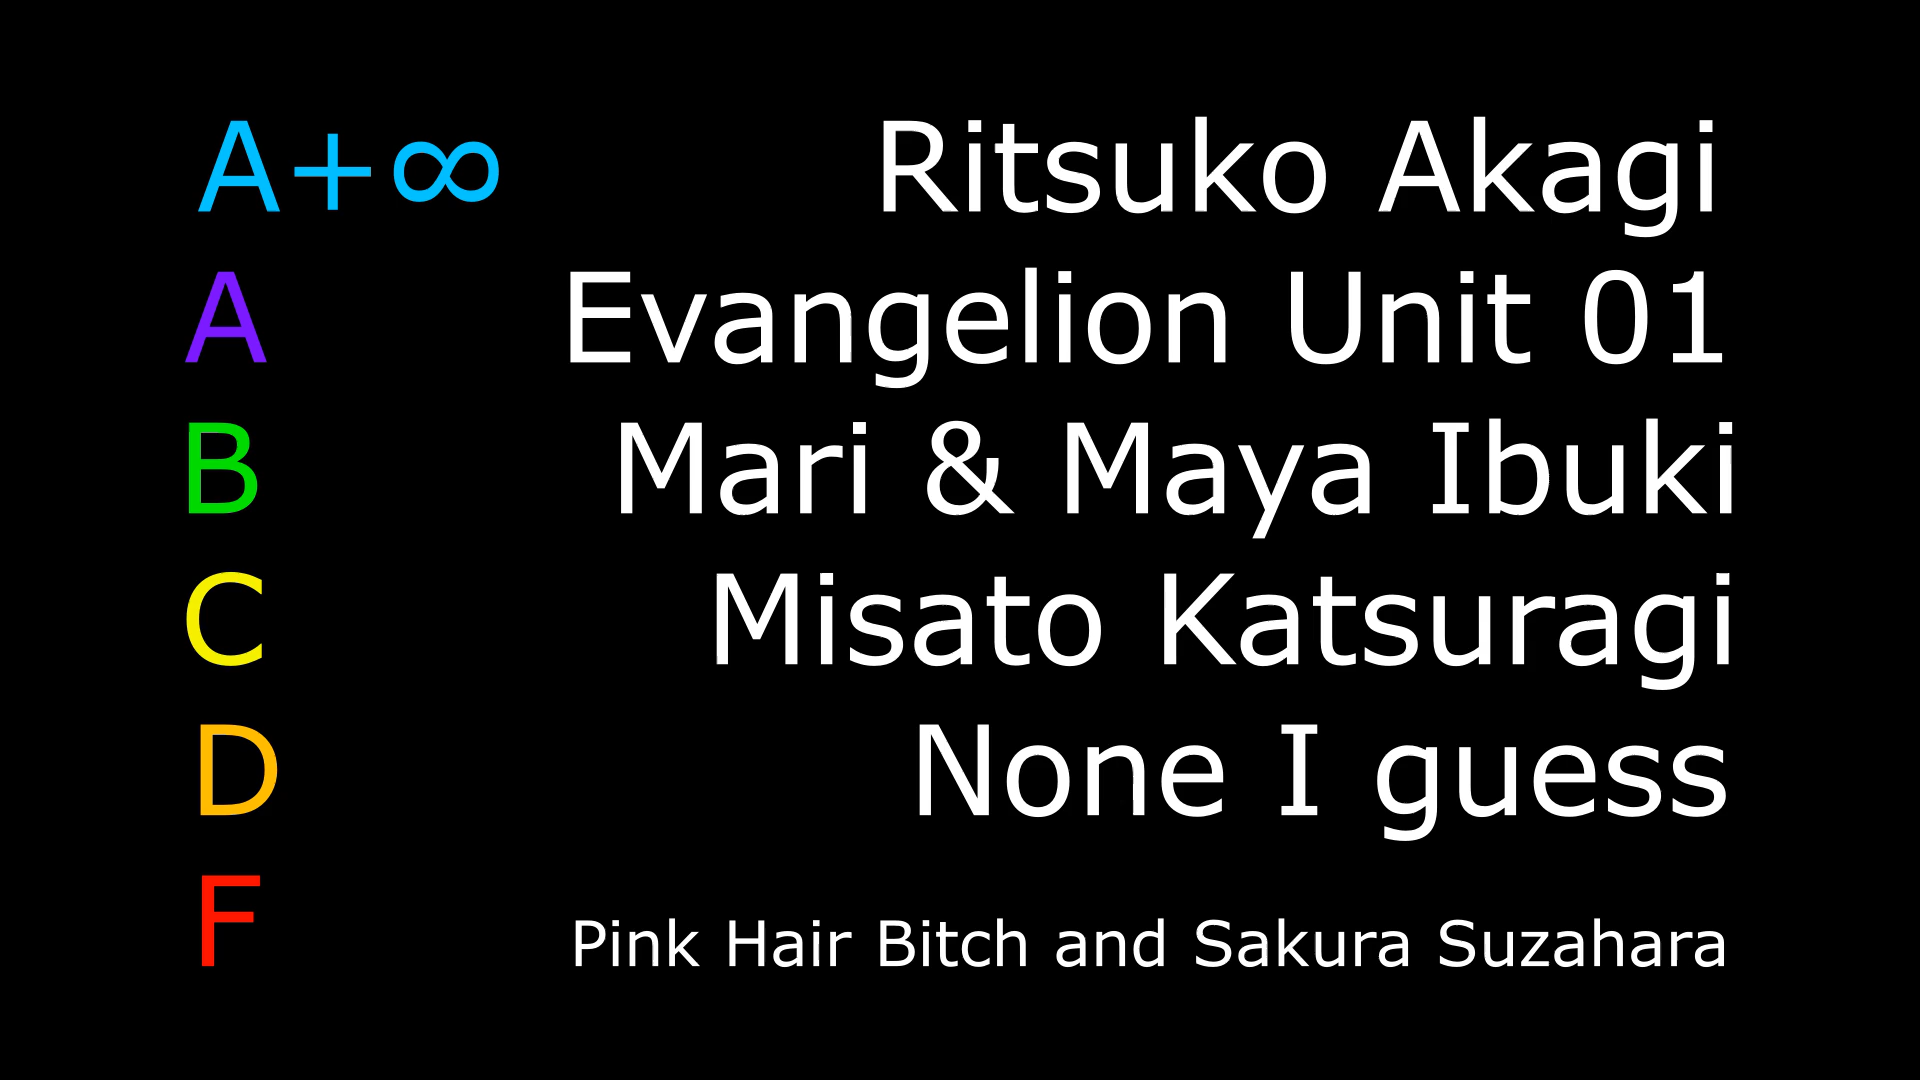 A+∞ Ritsuko Akagi
A Evangelion Unit 01
B Mari & Maya Ibuki
C Misato Katsuragi
D None I guess
F Pink Hair Bitch and Sakura Suzahara